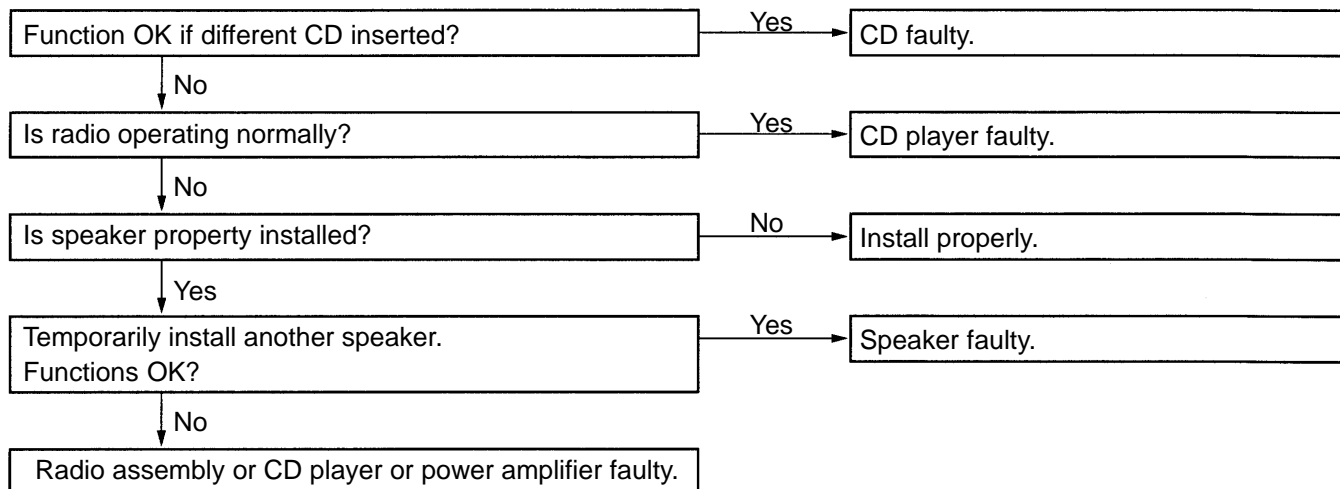 Function OK if different CD inserted?
Yes
CD faulty.
No
Is radio operating normally?
Yes
CD player faulty.
No
Is speaker property installed?
No
Install properly.
Yes
Temporarily install another speaker.
Functions OK?
Yes
Speaker faulty.
No
Radio assembly or CD player or power amplifier faulty.